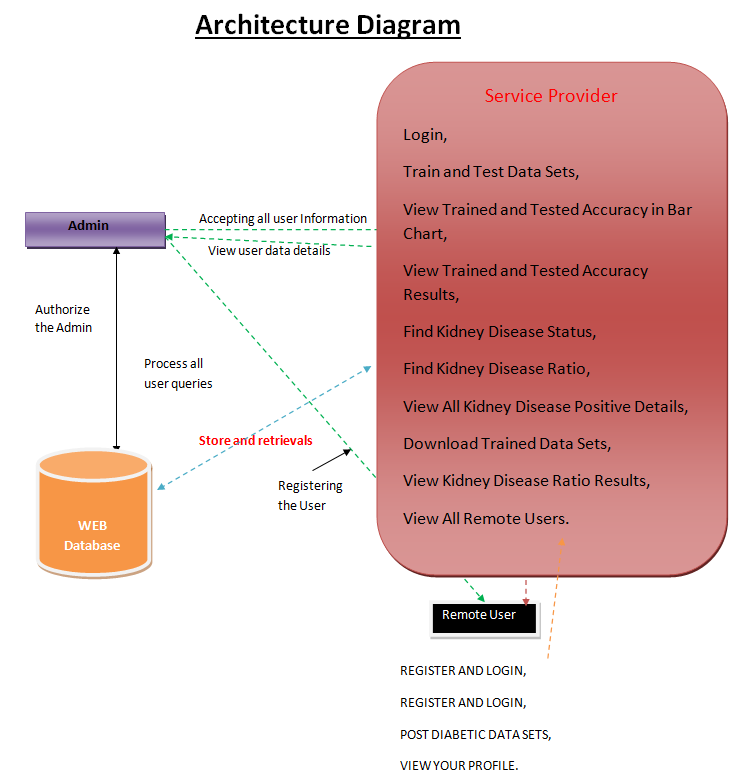 Architecture Diagram
Service Provider
Login,
Train and Test Data Sets,
View Trained and Tested Accuracy in Bar
Chart,
View Trained and Tested Accuracy
Results,
Find Kidney Disease Status,
Find Kidney Disease Ratio,
View All Kidney Disease Positive Details,
Download Trained Data Sets,
View Kidney Disease Ratio Results,
View All Remote Users.
Admin
Accepting all user Information
View user data details
Authorize
the Admin
Process all
user queries
Store and retrievals
Registering
the User
WEB
Database
Remote User
REGISTER AND LOGIN,
REGISTER AND LOGIN,
POST DIABETIC DATA SETS,
VIEW YOUR PROFILE.